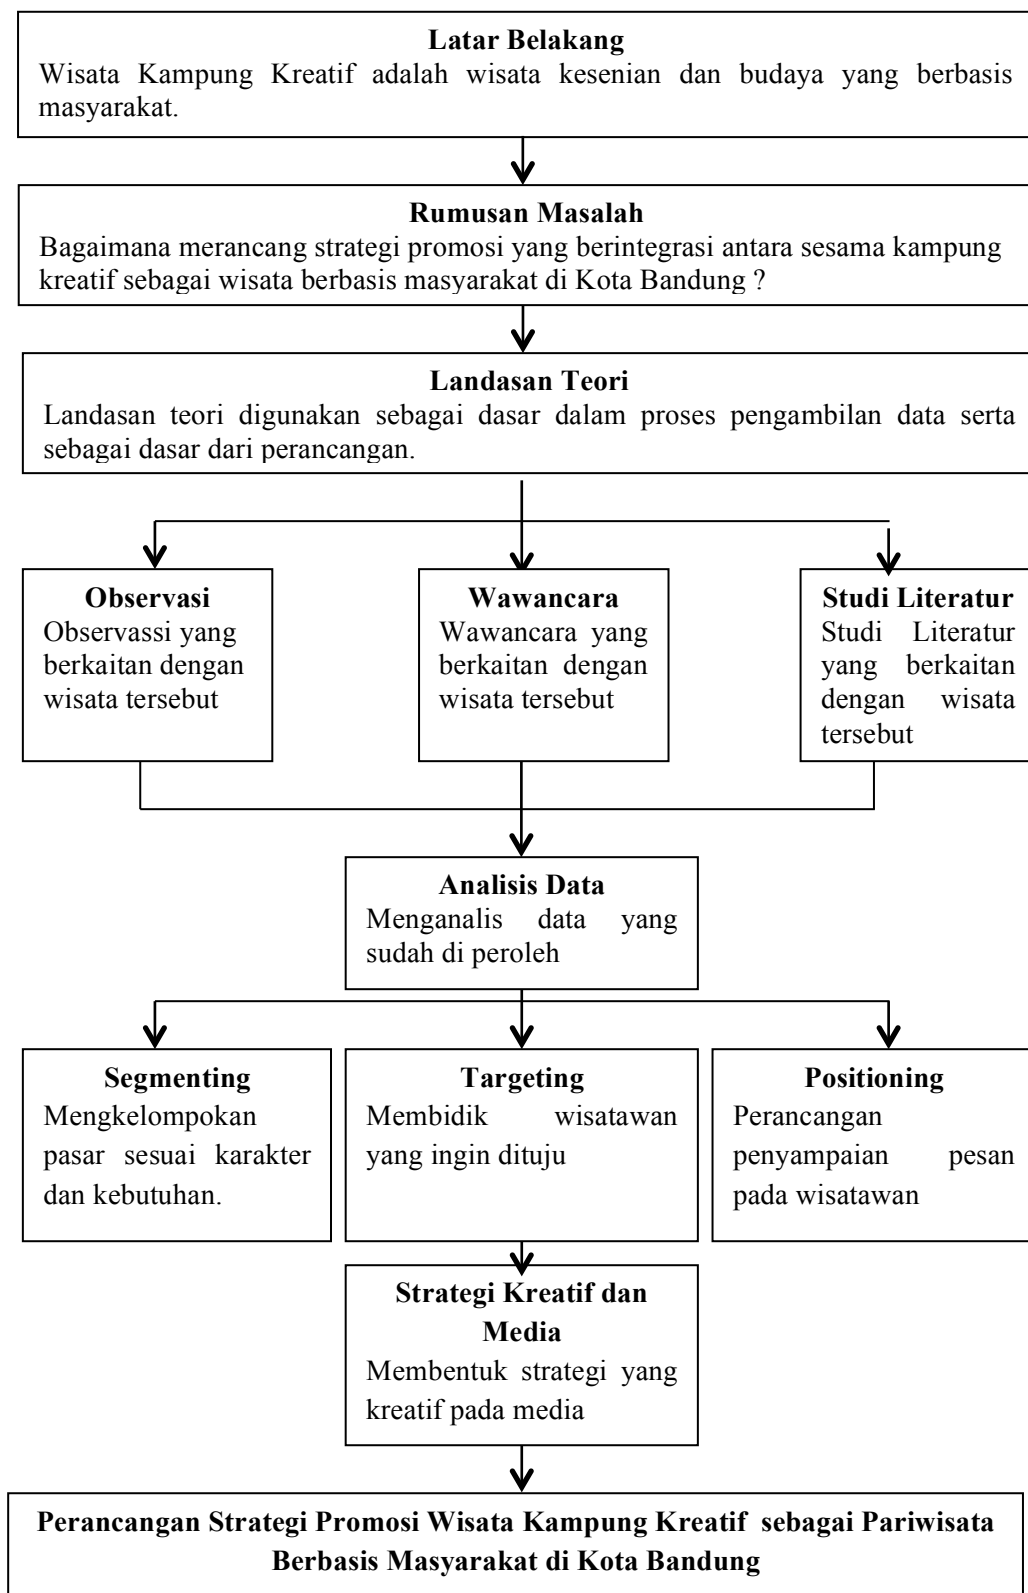 Latar Belakang
Wisata Kampung Kreatif adalah wisata kesenian dan budaya yang berbasis
masyarakat.
Rumusan Masalah
Bagaimana merancang strategi promosi yang berintegrasi antara sesama kampung
kreatif sebagai wisata berbasis masyarakat di Kota Bandung ?
Landasan Teori
Landasan teori digunakan sebagai dasar dalam proses pengambilan data serta
sebagai dasar dari perancangan.
Observasi
Observassi yang
berkaitan dengan
wisata tersebut
Wawancara
Wawancara yang
berkaitan dengan
wisata tersebut
Studi Literatur
Studi Literatur
yang berkaitan
dengan wisata
tersebut
Analisis Data
Menganalis data yang
sudah di peroleh
Segmenting
Mengkelompokan
pasar sesuai karakter
dan kebutuhan.
Targeting
Membidik wisatawan
yang ingin dituju
Positioning
Perancangan
penyampaian pesan
pada wisatawan
Strategi Kreatif dan
Media
Membentuk strategi yang
kreatif pada media
Perancangan Strategi Promosi Wisata Kampung Kreatif sebagai Pariwisata
Berbasis Masyarakat di Kota Bandung